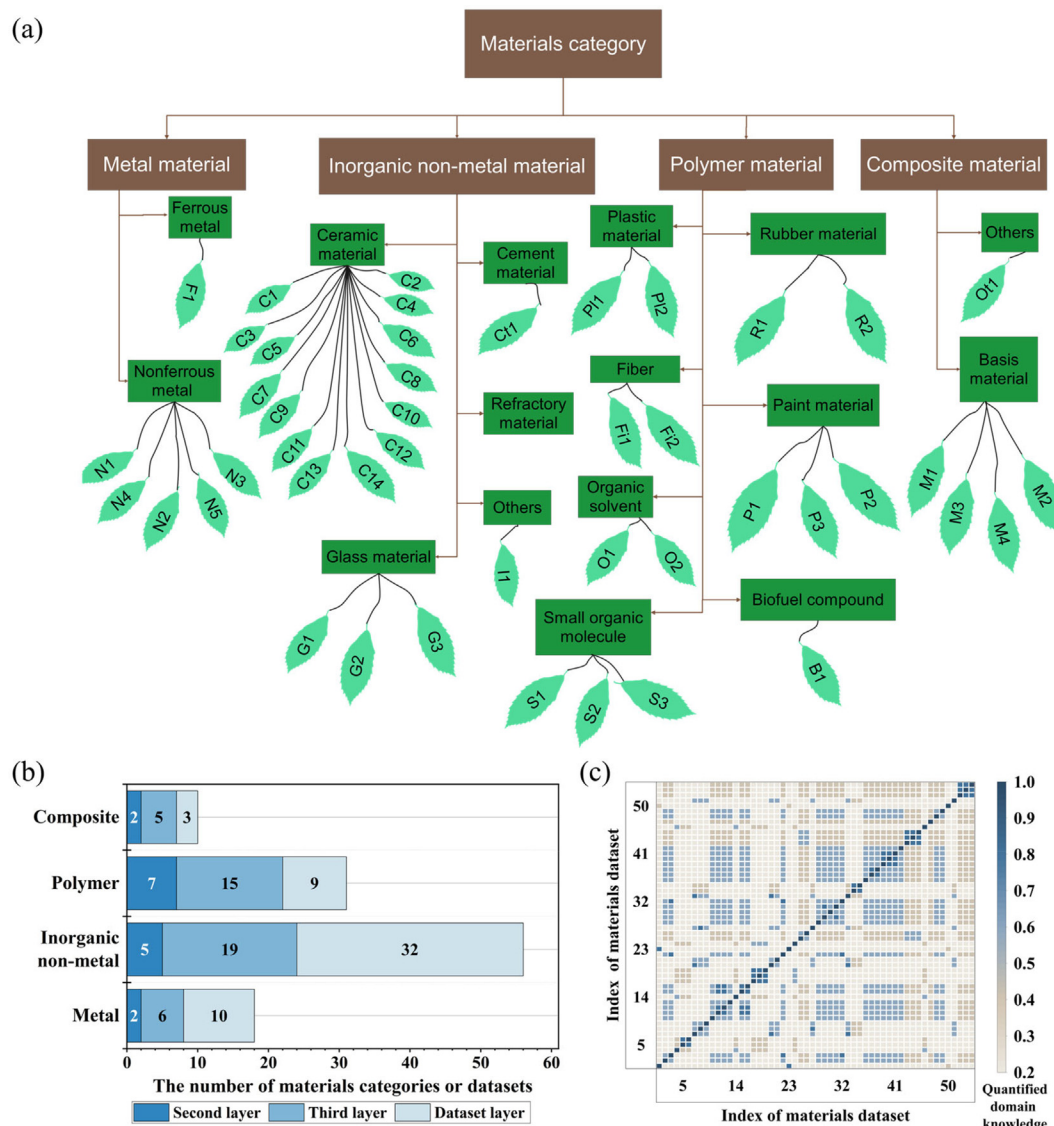 (a)
Materials category
Metal material
Inorganic non-metal material
Polymer material
Composite material
Ferrous
metal
F1
Nonferrous
metal
N1
N4
N2
N5
N3
Ceramic
material
C1
C2
C3
C4
C5
C6
C7
C8
C9
C10
C11
C12
C13
C14
Cement
material
Ct1
Refractory
material
Others
I1
Glass material
G1
G2
G3
Plastic
material
Pl1
Pl2
Rubber material
R1
R2
Fiber
Fi1
Fi2
Paint material
P1
P3
P2
Organic
solvent
O1
O2
Small organic
molecule
S1
S2
S3
Biofuel compound
B1
Others
Ot1
Basis
material
M1
M3
M4
M2
(b)
Composite
2 5 3
Polymer
7 15 9
Inorganic
non-metal
5 19 32
Metal
2 6 10
0 10 20 30 40 50 60
The number of materials categories or datasets
Second layer Third layer Dataset layer
(c)
Index of materials dataset
50
41
32
23
14
5
5 14 23 32 41 50
Index of materials dataset
1.0
0.9
0.8
0.7
0.6
0.5
0.4
0.3
0.2
Quantified
domain
knowledge